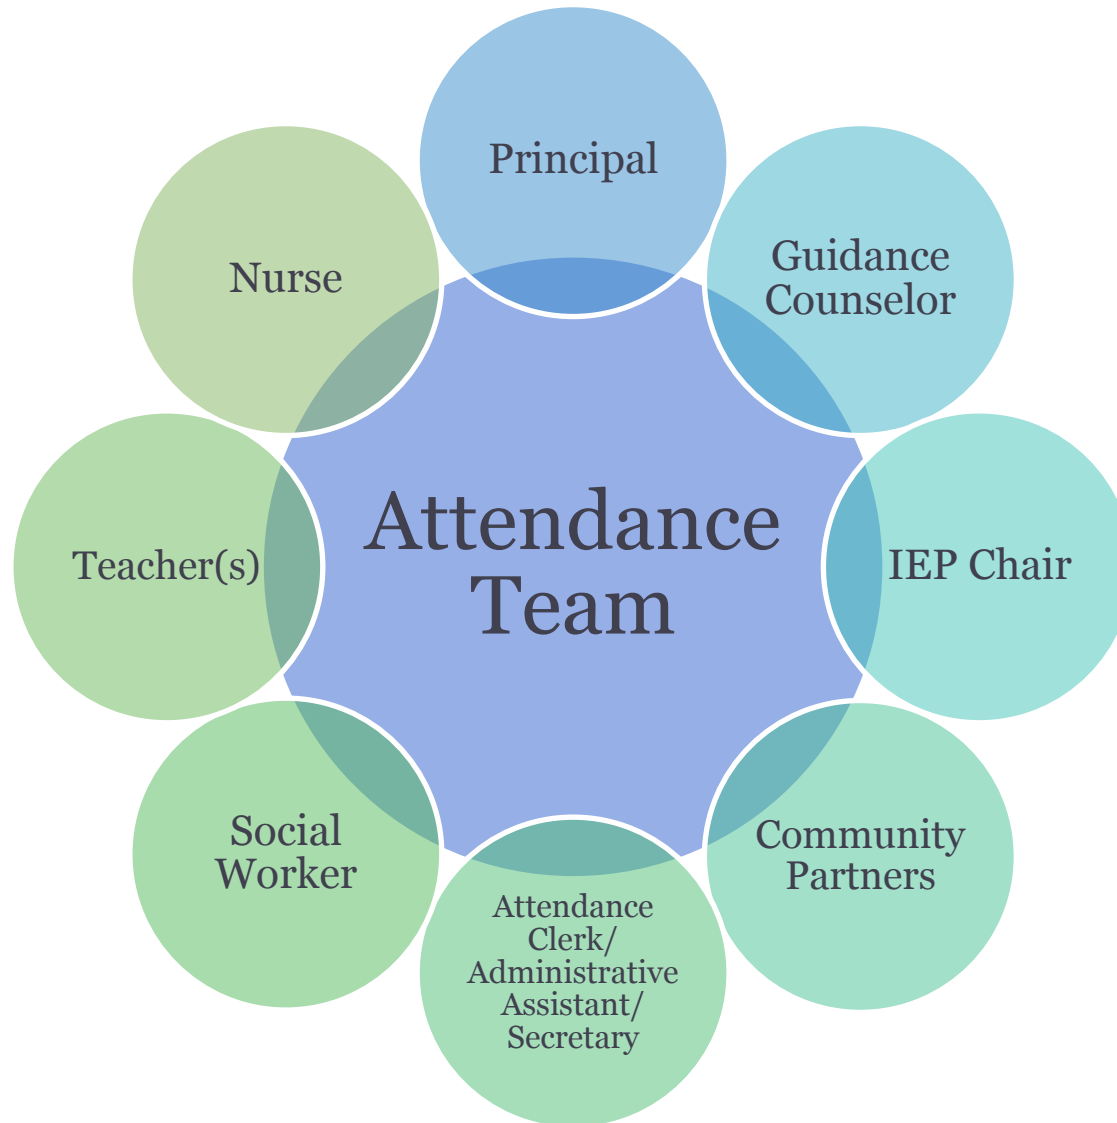 Principal
Guidance
Counselor
IEP Chair
Community
Partners
Attendance
Clerk/
Administrative
Assistant/
Secretary
Social
Worker
Teacher(s)
Nurse
Attendance
Team